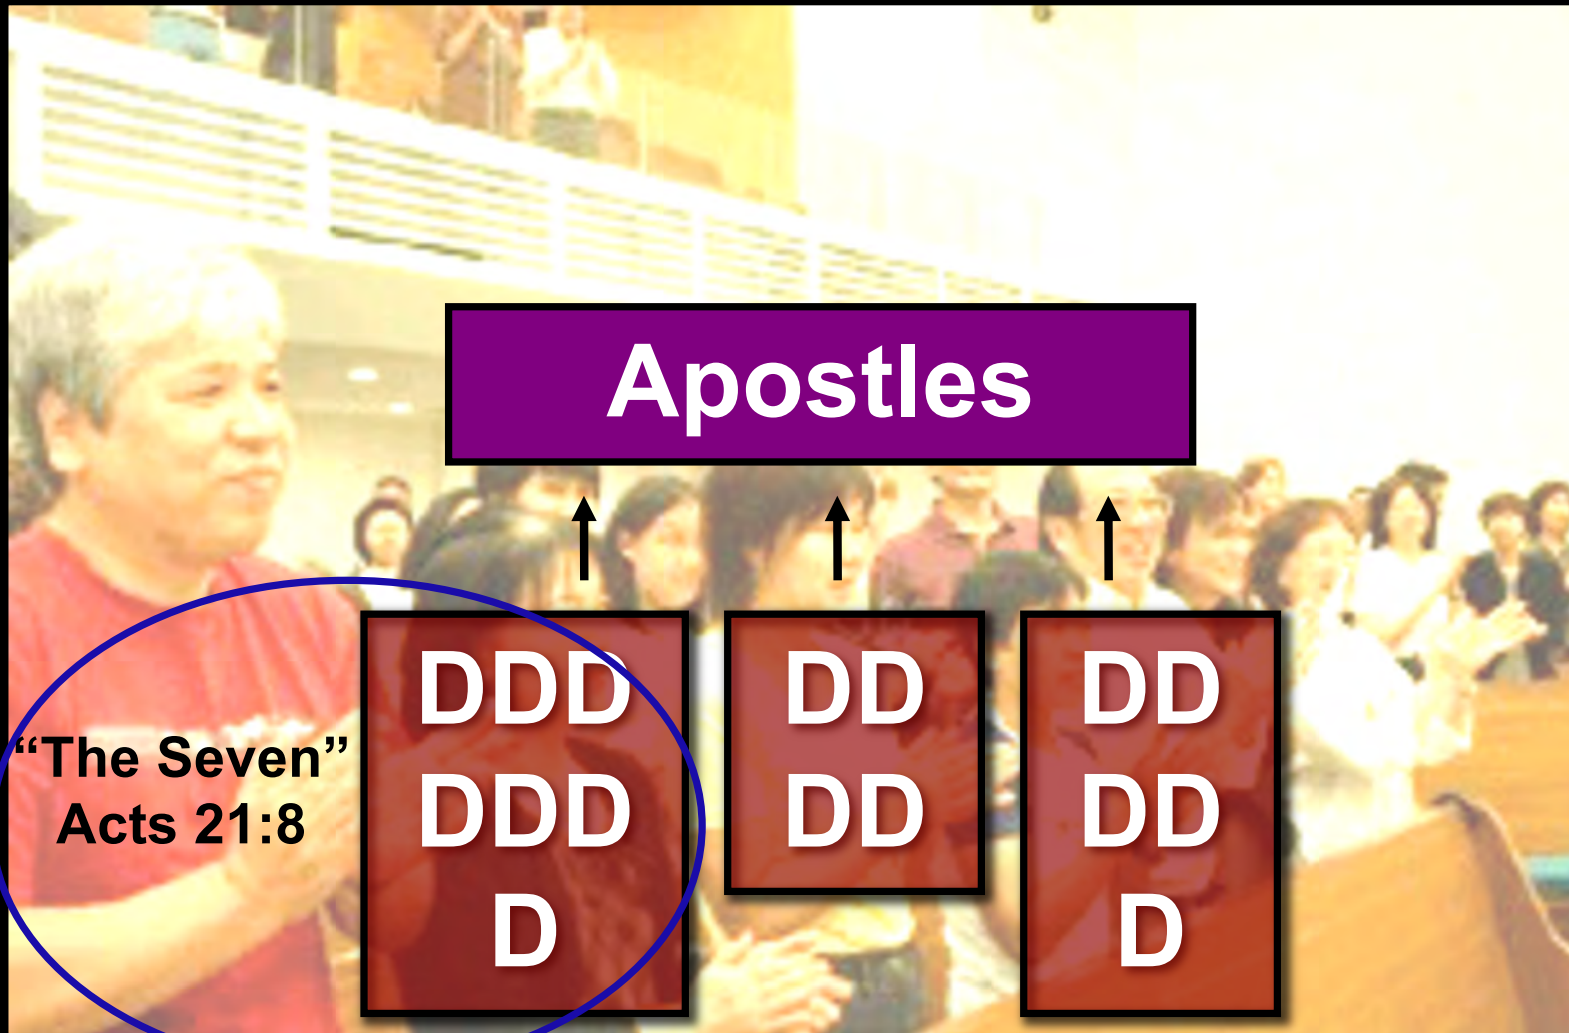 Apostles
“The Seven”
Acts 21:8
DDD
DDD
D
DD
DD
DD
DD
D